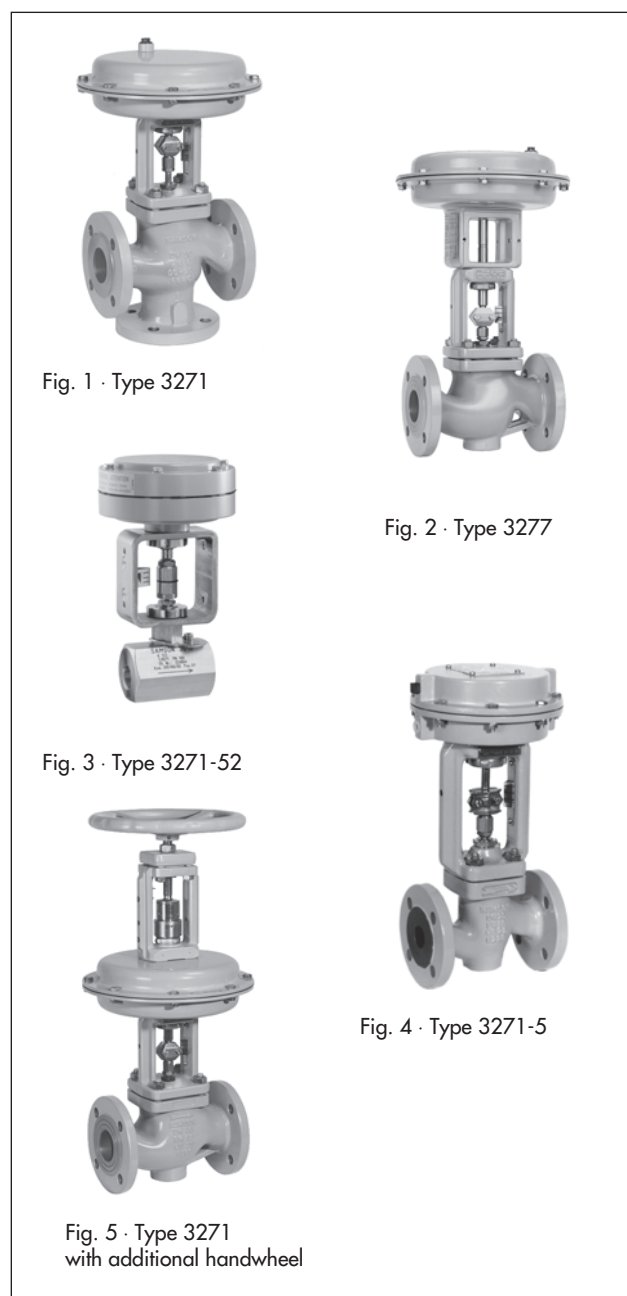 Fig. 1 · Type 3271
Fig. 2 · Type 3277
SAMSON
Fig. 3 · Type 3271-52
Fig. 4 · Type 3271-5
Fig. 5 · Type 3271
with additional handwheel